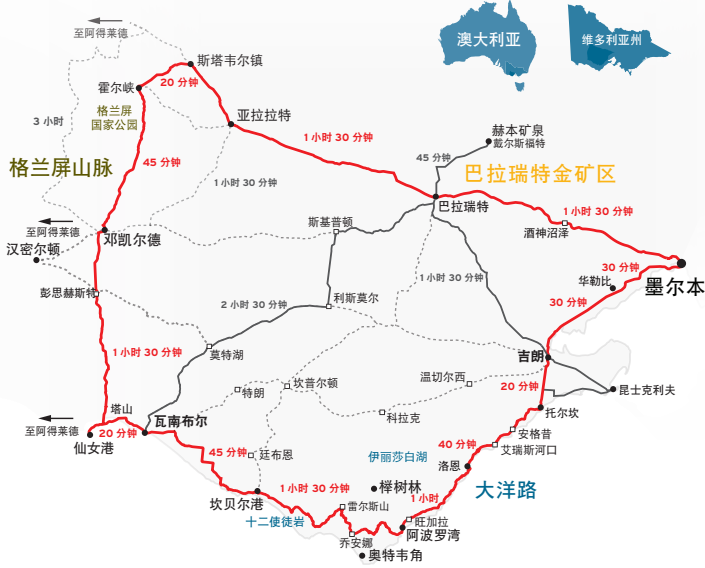 至阿得莱德
澳大利亚
维多利亚州
斯塔韦尔镇
霍尔峡
20 分钟
格兰屏
国家公园
亚拉拉特
3 小时
1 小时 30 分钟
赫本矿泉
戴尔斯福特
45 分钟
45 分钟
格兰屏山脉
巴拉瑞特金矿区
1 小时 30 分钟
巴拉瑞特
1 小时 30 分钟
斯基普顿
酒神沼泽
至阿得莱德
邓凯尔德
汉密尔顿
30 分钟
1 小时 30 分钟
华勒比
墨尔本
彭思赫斯特
2 小时 30 分钟
利斯莫尔
30 分钟
1 小时 30 分钟
莫特湖
吉朗
温切尔西
20 分钟
特朗
坎普尔顿
昆士克利夫
塔山
科拉克
托尔坎
瓦南布尔
至阿得莱德
20 分钟
仙女港
安格昔
40 分钟
艾瑞斯河口
45 分钟
廷布恩
伊丽莎白湖
洛恩
1 小时 30 分钟
榉树林
大洋路
坎贝尔港
1 小时
雷尔斯山
十二使徒岩
旺加拉
阿波罗湾
乔安娜
奥特韦角